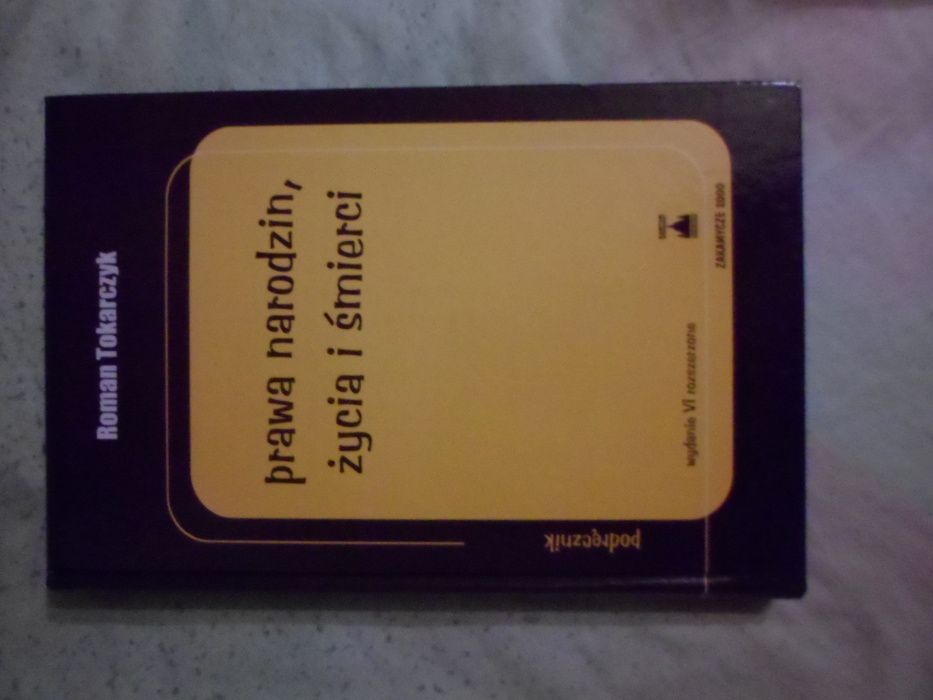 Roman Tokarczyk
prawa narodzin,
życia i śmierci
podręcznik
wydanie VI rozszerzone
ZAKAMYCZE 2000